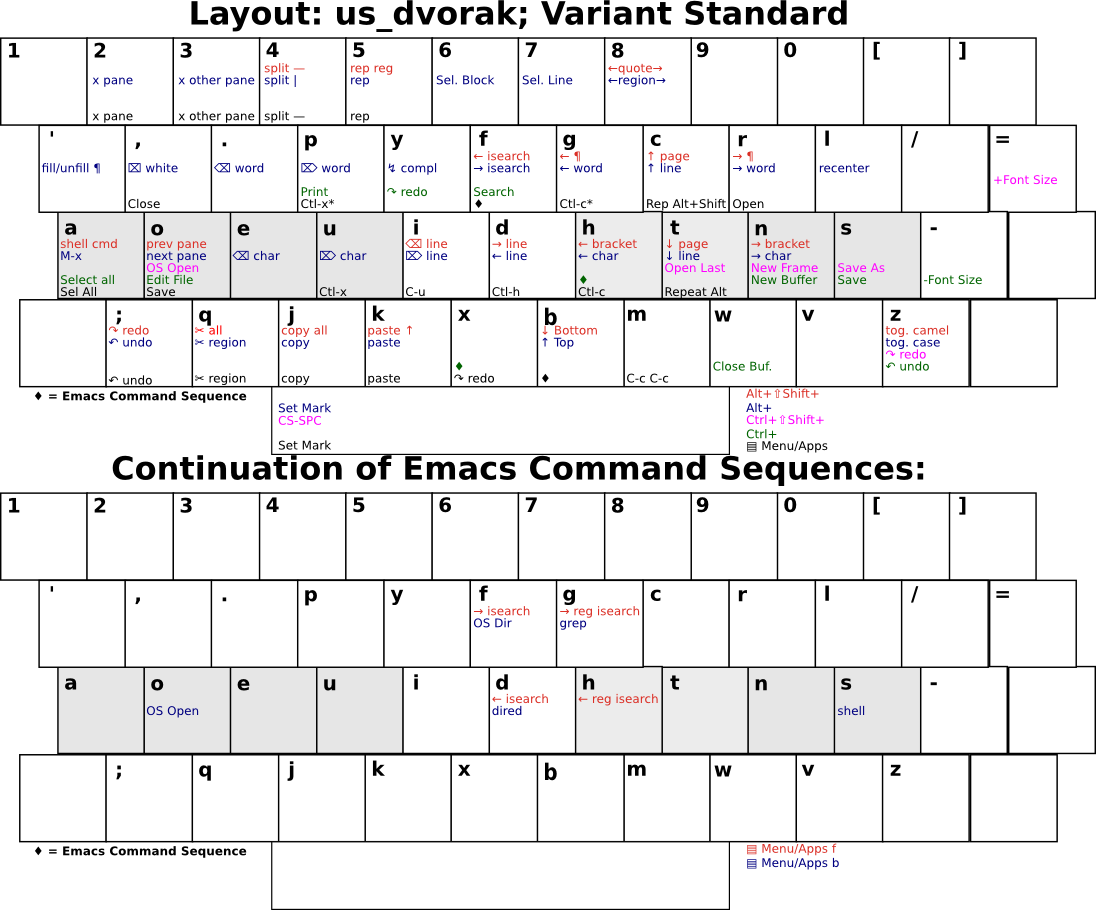 Layout: us_dvorak; Variant Standard
1 2 3 4 5 6 7 8 9 0 [ ]
split — rep reg ←quote→
x pane x other pane split | rep Sel. Block Sel. Line ←region→
x pane x other pane split — rep
' , . p y f g c r l / =
← isearch ← ¶ ↑ page → ¶
fill/unfill ¶ ⌧ white ⌫ word ⌦ word ↯ compl → isearch ← word ↑ line → word recenter
+Font Size
Print ↷ redo Search
Close Ctl-x* ♦ Ctl-c* Rep Alt+Shift Open
a o e u i d h t n s -
shell cmd prev pane ⌫ line → line ← bracket ↓ page → bracket
M-x next pane ⌫ char ⌦ char ⌦ line ← line ← char ↓ line → char
OS Open Open Last New Frame Save As
Select all Edit File ♦ New Buffer Save -Font Size
Sel All Save Ctl-x C-u Ctl-h Ctl-c Repeat Alt
; q j k x b m w v z
↷ redo ✂ all copy all paste ↑ ↓ Bottom tog. camel
↶ undo ✂ region copy paste ↑ Top tog. case
↷ redo
♦ Close Buf. ↶ undo
↶ undo ✂ region copy paste ↷ redo ♦ C-c C-c
♦ = Emacs Command Sequence
Set Mark
CS-SPC
Set Mark
Alt+⇧Shift+
Alt+
Ctrl+⇧Shift+
Ctrl+
▤ Menu/Apps
Continuation of Emacs Command Sequences:
1 2 3 4 5 6 7 8 9 0 [ ]
' , . p y f g c r l / =
→ isearch → reg isearch
OS Dir grep
a o e u i d h t n s -
← isearch ← reg isearch
OS Open dired shell
; q j k x b m w v z
♦ = Emacs Command Sequence
▤ Menu/Apps f
▤ Menu/Apps b